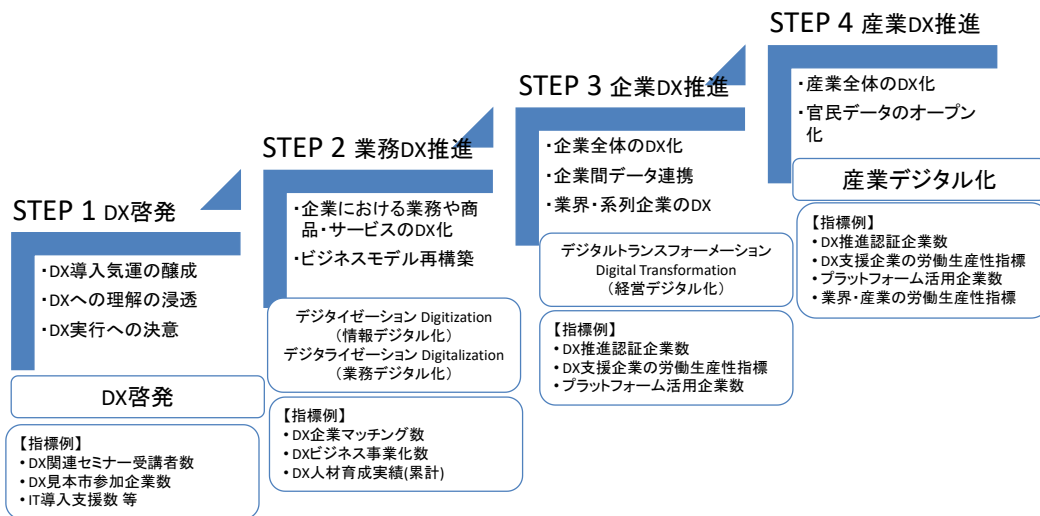 STEP 1 DX啓発
・DX導入気運の醸成
・DXへの理解の浸透
・DX実行への決意
DX啓発
【指標例】
• DX関連セミナー受講者数
• DX見本市参加企業数
• IT導入支援数 等
STEP 2 業務DX推進
・企業における業務や商
品・サービスのDX化
・ビジネスモデル再構築
デジタイゼーション Digitization
（情報デジタル化）
デジタライゼーション Digitalization
（業務デジタル化）
【指標例】
• DX企業マッチング数
• DXビジネス事業化数
• DX人材育成実績(累計)
STEP 3 企業DX推進
・企業全体のDX化
・企業間データ連携
・業界・系列企業のDX
デジタルトランスフォーメーション
Digital Transformation
（経営デジタル化）
【指標例】
• DX推進認証企業数
• DX支援企業の労働生産性指標
• プラットフォーム活用企業数
STEP 4 産業DX推進
・産業全体のDX化
・官民データのオープン
化
産業デジタル化
【指標例】
• DX推進認証企業数
• DX支援企業の労働生産性指標
• プラットフォーム活用企業数
• 業界・産業の労働生産性指標